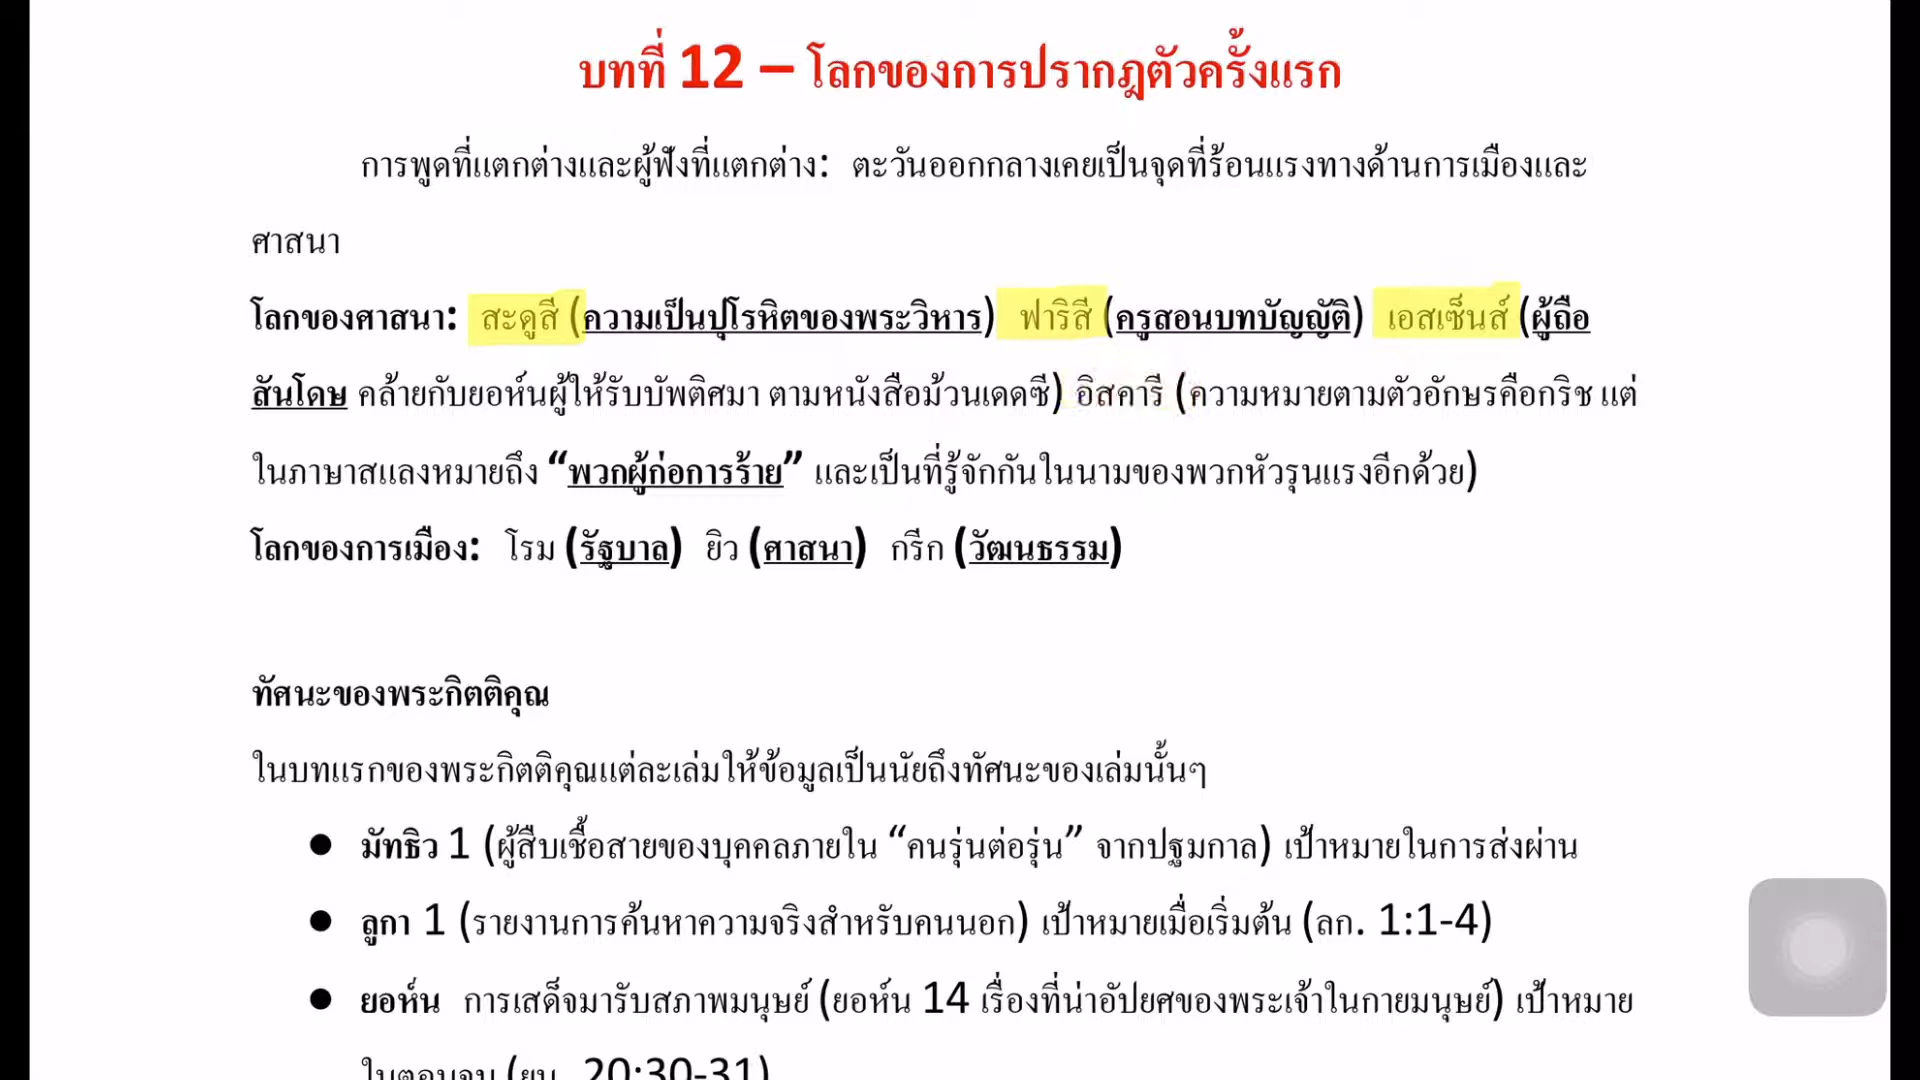 บทที่ 12 – โลกของการปรากฎตัวครั้งแรก
การพูดที่แตกต่างและผู้ฟังที่แตกต่าง: ตะวันออกกลางเคยเป็นจุดที่ร้อนแรงทางด้านการเมืองและ
ศาสนา
โลกของศาสนา: สะดูสี (ความเป็นปุโรหิตของพระวิหาร) ฟาริสี (ครูสอนบทบัญญัติ) เอสเซ็นส์ (ผู้ถือ
สันโดษ คล้ายกับยอห์นผู้ให้รับบัพติศมา ตามหนังสือม้วนเดดซี) อิสคารี (ความหมายตามตัวอักษรคือกริช แต่
ในภาษาสแลงหมายถึง “พวกผู้ก่อการร้าย” และเป็นที่รู้จักกันในนามของพวกหัวรุนแรงอีกด้วย)
โลกของการเมือง: โรม (รัฐบาล) ยิว (ศาสนา) กรีก (วัฒนธรรม)
ทัศนะของพระกิตติคุณ
ในบทแรกของพระกิตติคุณแต่ละเล่มให้ข้อมูลเป็นนัยถึงทัศนะของเล่มนั้นๆ
● มัทธิว 1 (ผู้สืบเชื้อสายของบุคคลภายใน “คนรุ่นต่อรุ่น” จากปฐมกาล) เป้าหมายในการส่งผ่าน
● ลูกา 1 (รายงานการค้นหาความจริงสำหรับคนนอก) เป้าหมายเมื่อเริ่มต้น (ลก. 1:1-4)
● ยอห์น การเสด็จมารับสภาพมนุษย์ (ยอห์น 14 เรื่องที่น่าอัปยศของพระเจ้าในกายมนุษย์) เป้าหมาย
ในตอนจบ (ยน. 20:30-31)